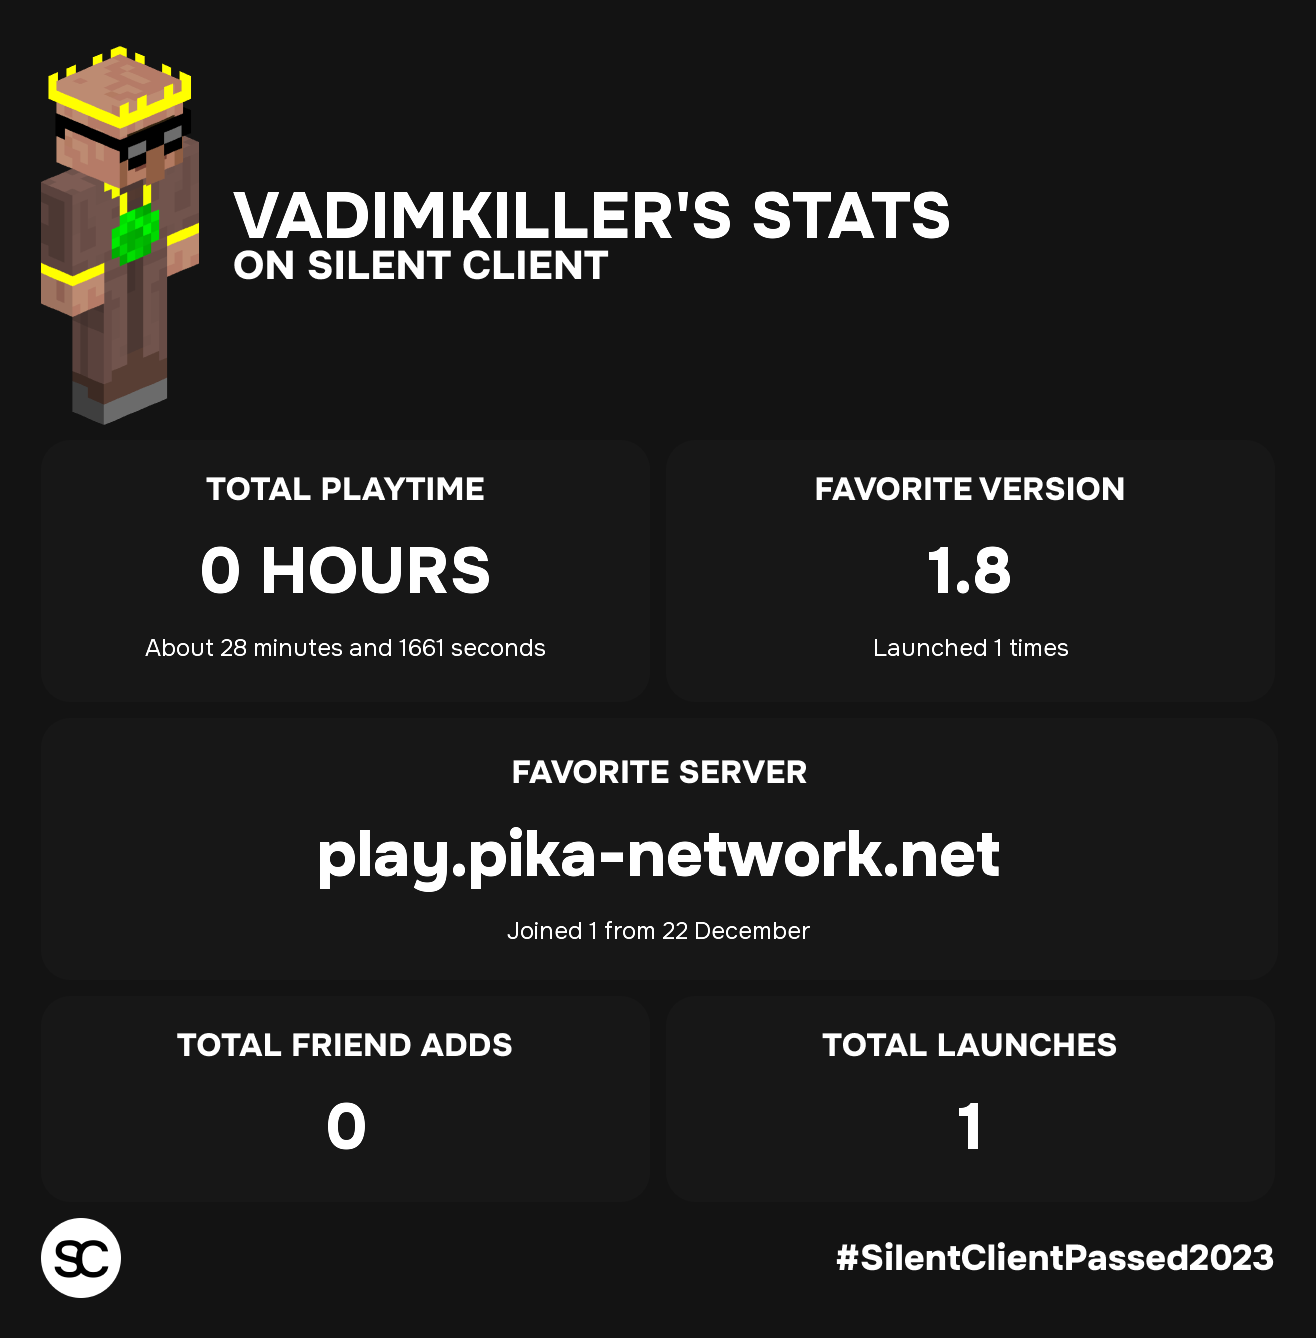 VADIMKILLER'S STATS
ON SILENT CLIENT
TOTAL PLAYTIME
0 HOURS
About 28 minutes and 1661 seconds
FAVORITE VERSION
1.8
Launched 1 times
FAVORITE SERVER
play.pika-network.net
Joined 1 from 22 December
TOTAL FRIEND ADDS
0
TOTAL LAUNCHES
1
SC
#SilentClientPassed2023